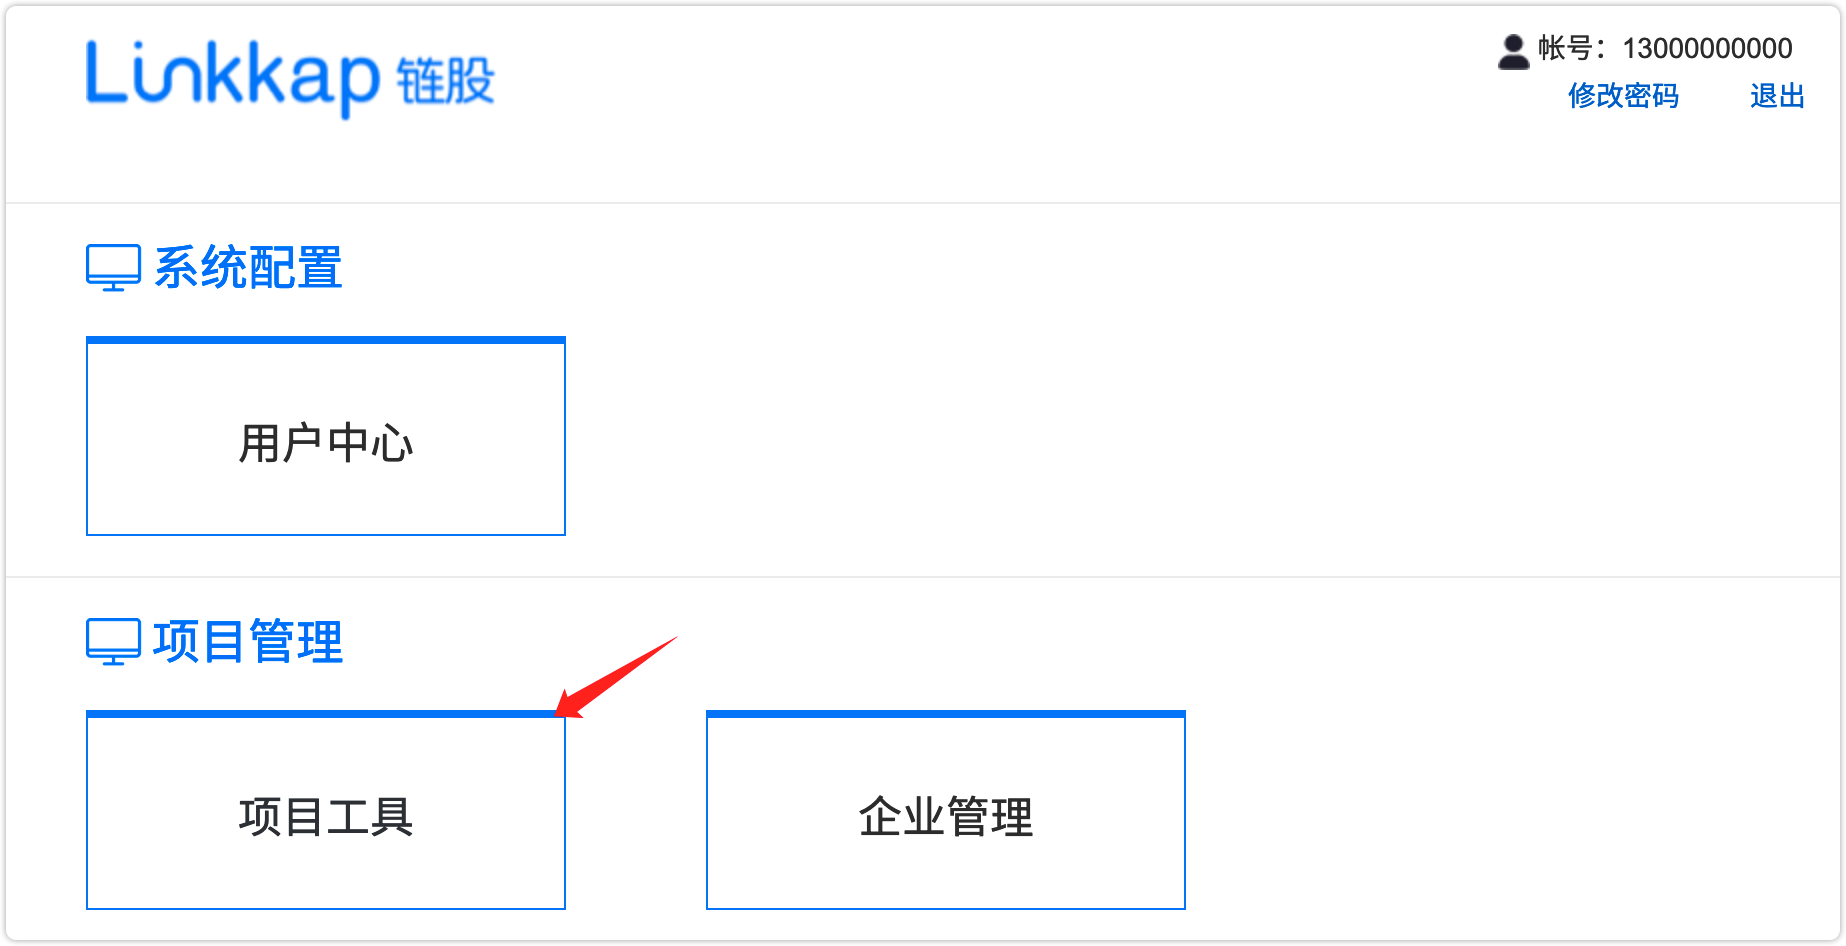 Linkkap 链股
帐号：13000000000
修改密码 退出
系统配置
用户中心
项目管理
项目工具 企业管理